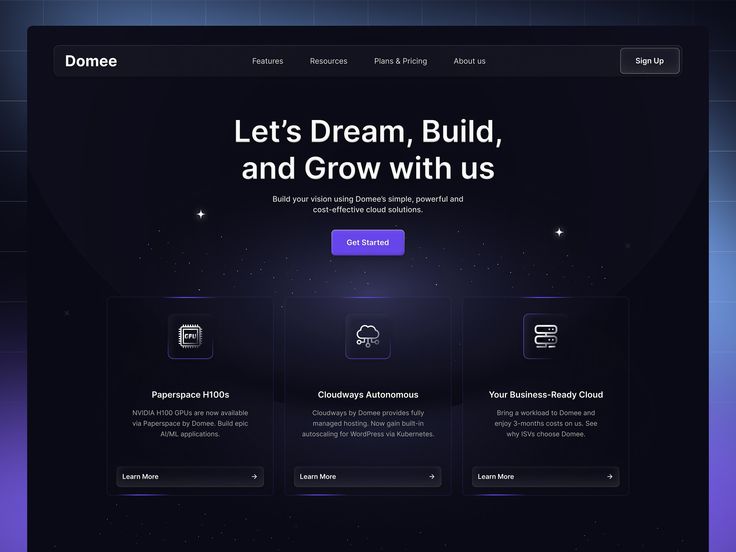 Domee
Features
Resources
Plans & Pricing
About us
Sign Up
Let's Dream, Build,
and Grow with us
Build your vision using Domee's simple, powerful and
cost-effective cloud solutions.
Get Started
CPU
Paperspace H100s
NVIDIA H100 GPUs are now available
via Paperspace by Domee. Build epic
AI/ML applications.
Learn More
Cloudways Autonomous
Cloudways by Domee provides fully
managed hosting. Now gain built-in
autoscaling for WordPress via Kubernetes.
Learn More
Your Business-Ready Cloud
Bring a workload to Domee and
enjoy 3-months costs on us. See
why ISVs choose Domee.
Learn More